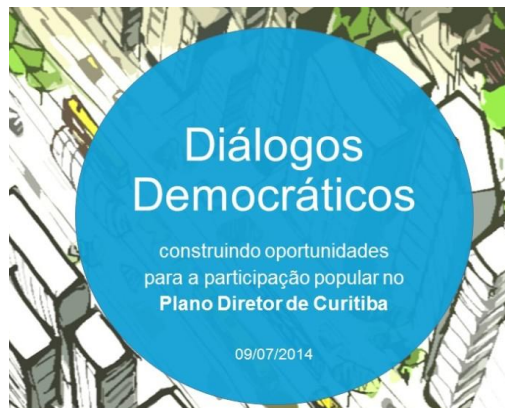 Diálogos
Democráticos
construindo oportunidades
para a participação popular no
Plano Diretor de Curitiba
09/07/2014